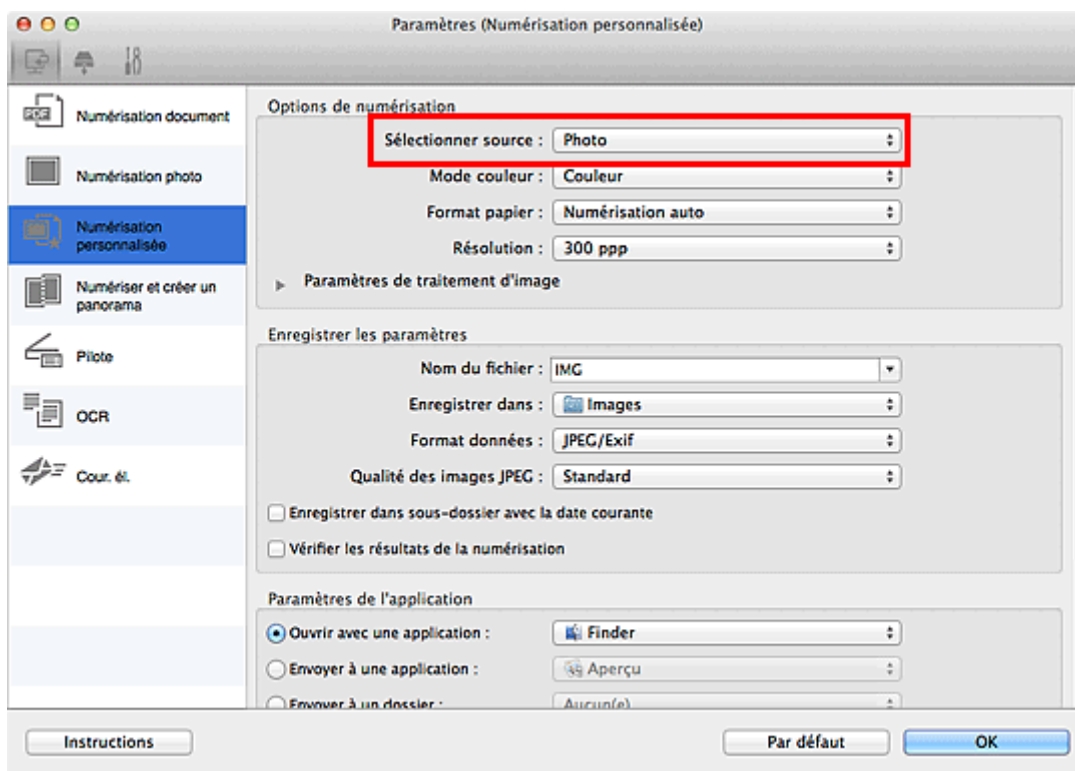 Paramètres (Numérisation personnalisée)
Numérisation document
Numérisation photo
Numérisation
personnalisée
Numériser et créer un
panorama
Pilote
OCR
Cour. él.
Options de numérisation
Sélectionner source : Photo
Mode couleur : Couleur
Format papier : Numérisation auto
Résolution : 300 ppp
Paramètres de traitement d'image
Enregistrer les paramètres
Nom du fichier : IMG
Enregistrer dans : Images
Format données : JPEG/Exif
Qualité des images JPEG : Standard
Enregistrer dans sous-dossier avec la date courante
Vérifier les résultats de la numérisation
Paramètres de l'application
Ouvrir avec une application : Finder
Envoyer à une application : Aperçu
Envoyer à un dossier : Aucun(e)
Instructions
Par défaut
OK